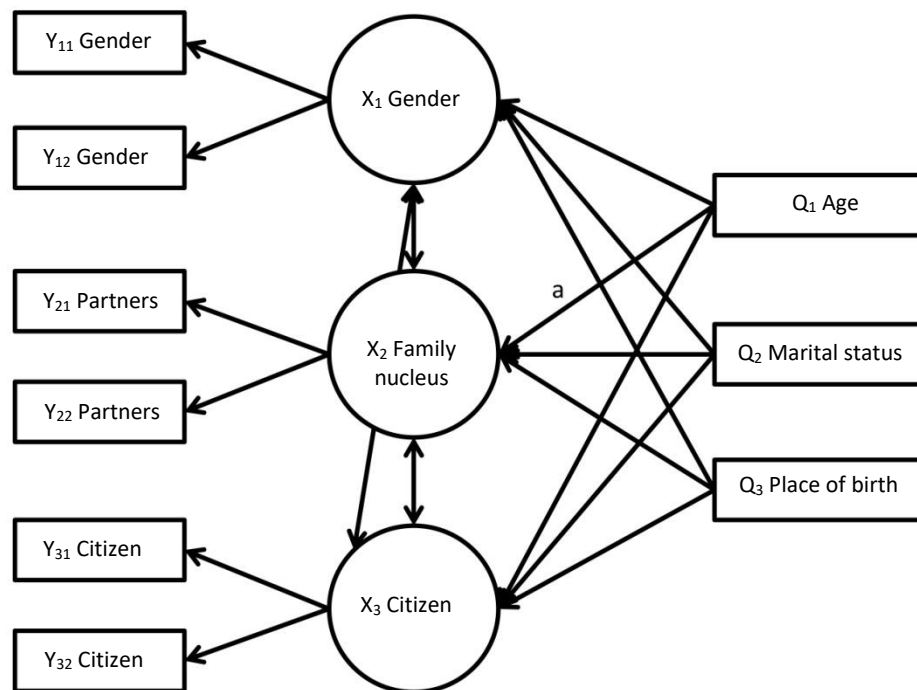 Y₁₁ Gender
Y₁₂ Gender
X₁ Gender
Q₁ Age
a
Y₂₁ Partners
Y₂₂ Partners
X₂ Family
nucleus
Q₂ Marital status
Q₃ Place of birth
Y₃₁ Citizen
Y₃₂ Citizen
X₃ Citizen